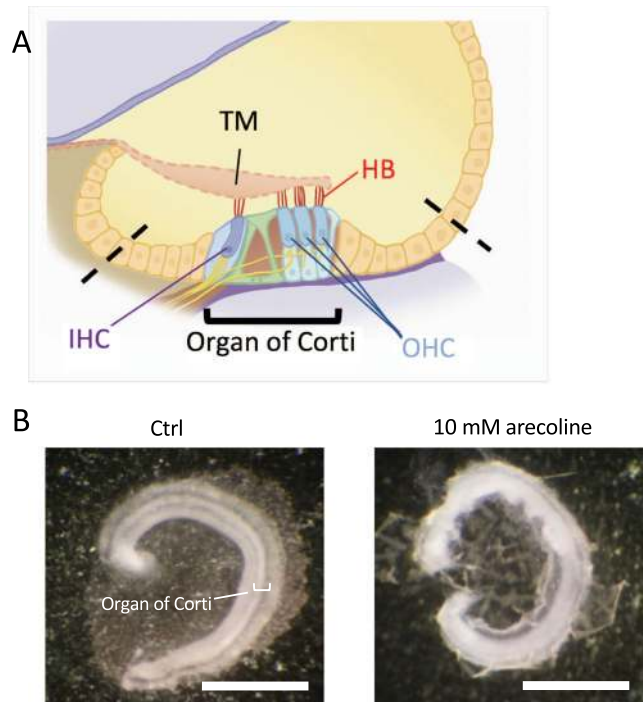 A
TM
HB
IHC
Organ of Corti
OHC
B
Ctrl
10 mM arecoline
Organ of Corti